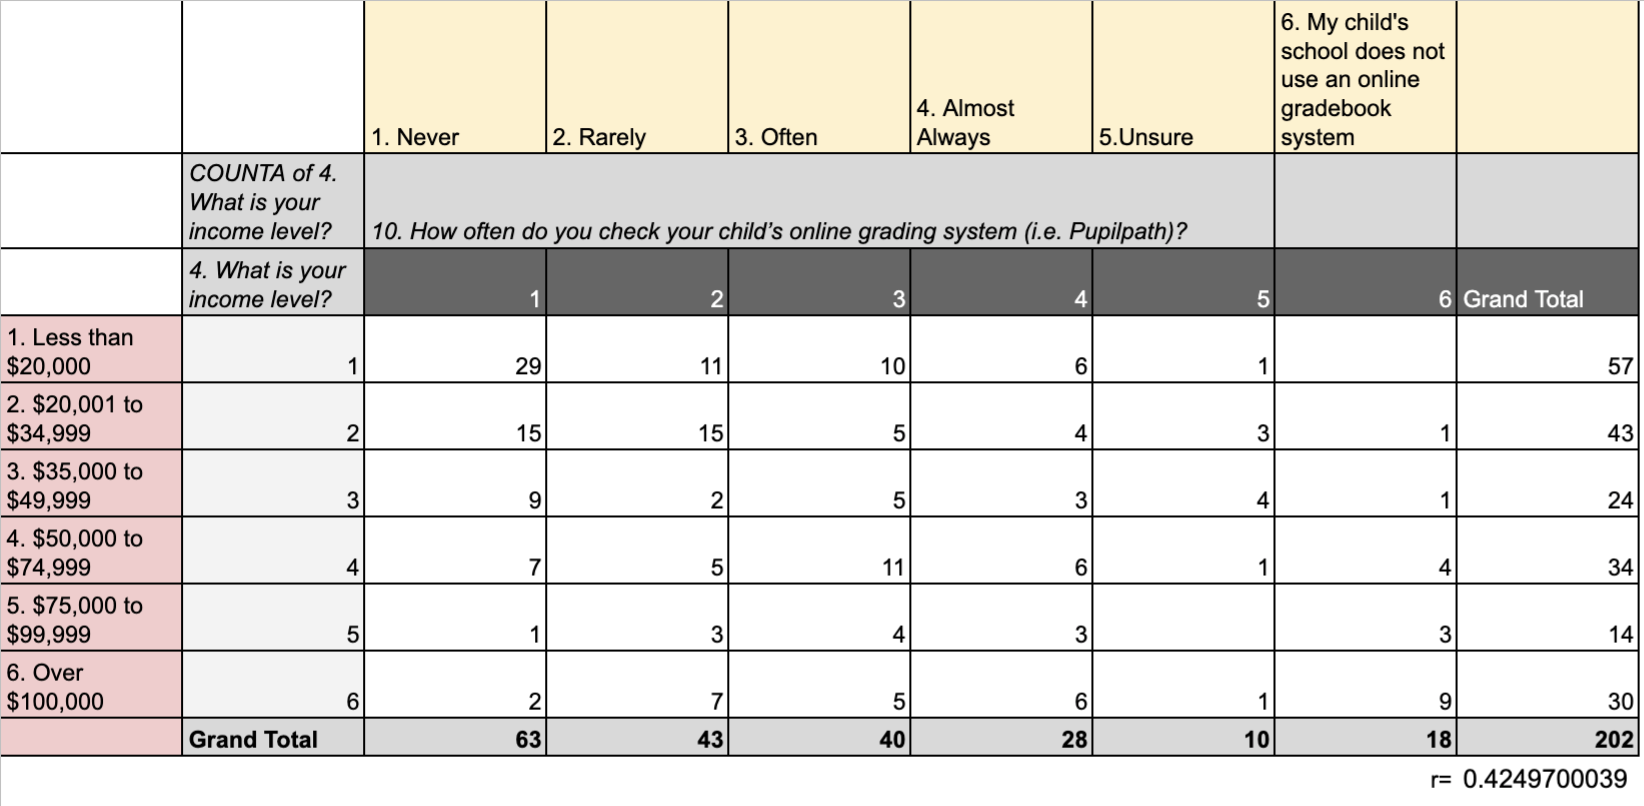 1. Never 2. Rarely 3. Often 4. Almost Always 5.Unsure 6. My child's school does not use an online gradebook system
COUNTA of 4. What is your income level? 10. How often do you check your child’s online grading system (i.e. Pupilpath)?
4. What is your income level? 1 2 3 4 5 6 Grand Total
1. Less than $20,000 1 29 11 10 6 1 57
2. $20,001 to $34,999 2 15 15 5 4 3 1 43
3. $35,000 to $49,999 3 9 2 5 3 4 1 24
4. $50,000 to $74,999 4 7 5 11 6 1 4 34
5. $75,000 to $99,999 5 1 3 4 3 3 14
6. Over $100,000 6 2 7 5 6 1 9 30
Grand Total 63 43 40 28 10 18 202
r= 0.4249700039